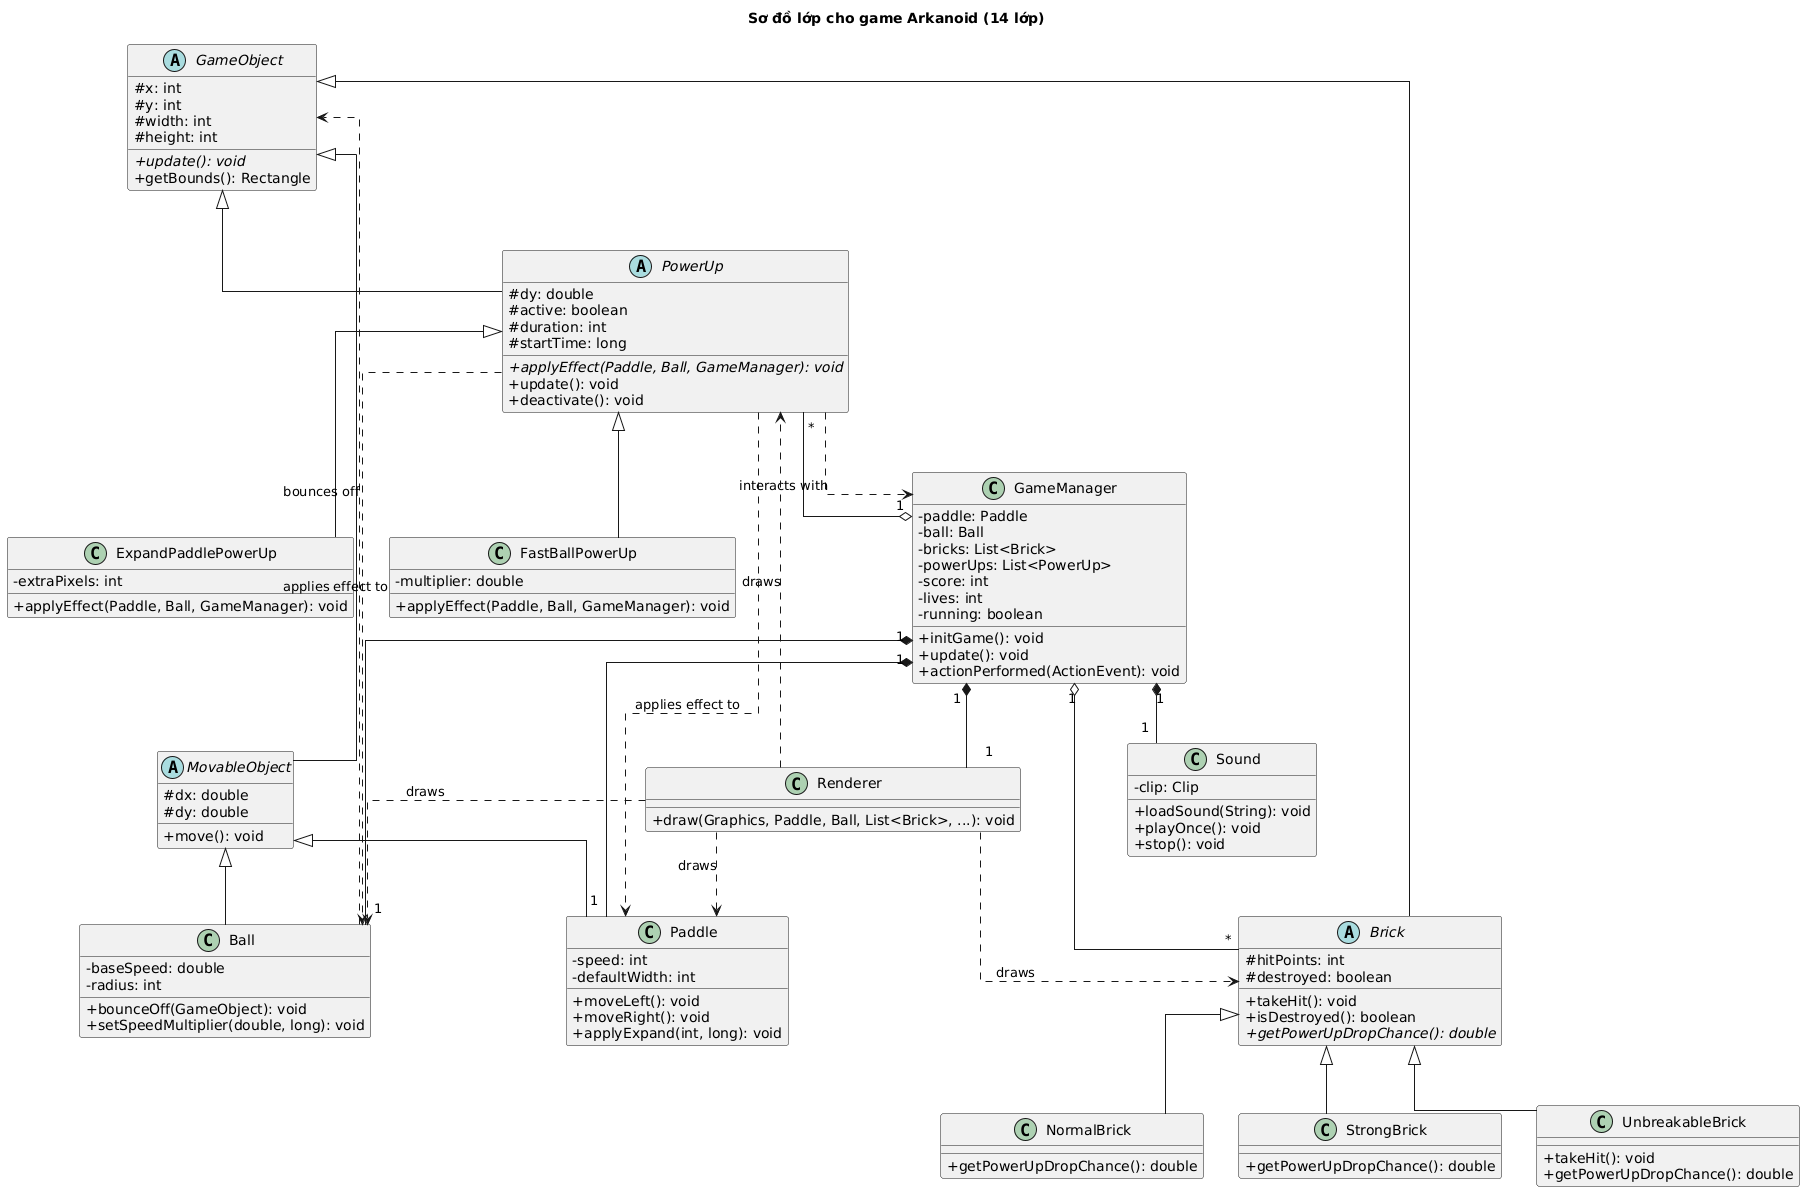 Sơ đồ lớp cho game Arkanoid (14 lớp)
A GameObject
#x: int
#y: int
#width: int
#height: int
+update(): void
+getBounds(): Rectangle
A PowerUp
#dy: double
#active: boolean
#duration: int
#startTime: long
+applyEffect(Paddle, Ball, GameManager): void
+update(): void
+deactivate(): void
*
interacts with
1
bounces off
C GameManager
-paddle: Paddle
-ball: Ball
-bricks: List<Brick>
-powerUps: List<PowerUp>
-score: int
-lives: int
-running: boolean
+initGame(): void
+update(): void
+actionPerformed(ActionEvent): void
C ExpandPaddlePowerUp
-extraPixels: int
+applyEffect(Paddle, Ball, GameManager): void
applies effect to
C FastBallPowerUp
-multiplier: double
+applyEffect(Paddle, Ball, GameManager): void
draws
1
1
1
1
1
applies effect to
1
1
A MovableObject
#dx: double
#dy: double
+move(): void
draws
C Renderer
+draw(Graphics, Paddle, Ball, List<Brick>, ...): void
C Sound
-clip: Clip
+loadSound(String): void
+playOnce(): void
+stop(): void
draws
1
1
*
draws
C Ball
-baseSpeed: double
-radius: int
+bounceOff(GameObject): void
+setSpeedMultiplier(double, long): void
C Paddle
-speed: int
-defaultWidth: int
+moveLeft(): void
+moveRight(): void
+applyExpand(int, long): void
A Brick
#hitPoints: int
#destroyed: boolean
+takeHit(): void
+isDestroyed(): boolean
+getPowerUpDropChance(): double
C NormalBrick
+getPowerUpDropChance(): double
C StrongBrick
+getPowerUpDropChance(): double
C UnbreakableBrick
+takeHit(): void
+getPowerUpDropChance(): double